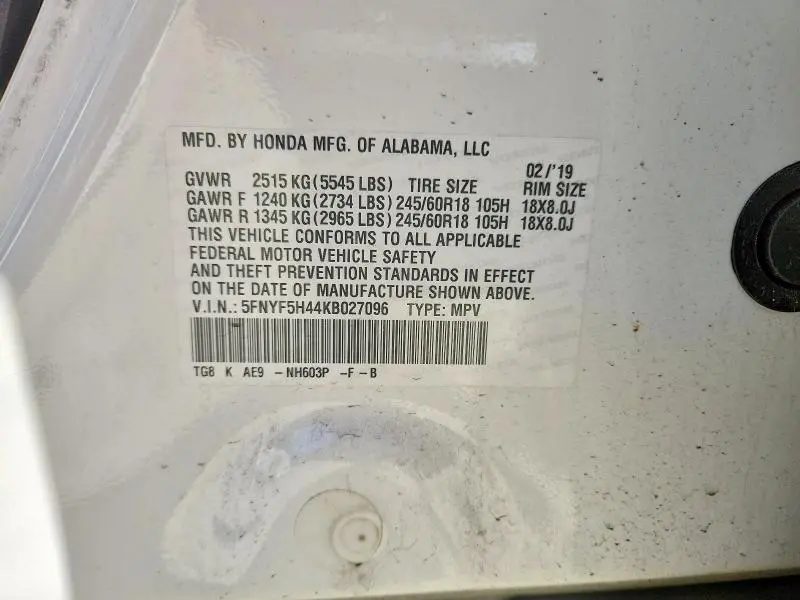 MFD. BY HONDA MFG. OF ALABAMA, LLC
02/'19
GVWR 2515 KG(5545 LBS) TIRE SIZE RIM SIZE
GAWR F 1240 KG(2734 LBS)245/60R18 105H 18X8.0J
GAWR R 1345 KG(2965 LBS)245/60R18 105H 18X8.0J
THIS VEHICLE CONFORMS TO ALL APPLICABLE
FEDERAL MOTOR VEHICLE SAFETY
AND THEFT PREVENTION STANDARDS IN EFFECT
ON THE DATE OF MANUFACTURE SHOWN ABOVE.
V.I.N.: 5FNYF5H44KB027096 TYPE: MPV
TG8 K AE9 -NH603P -F-B